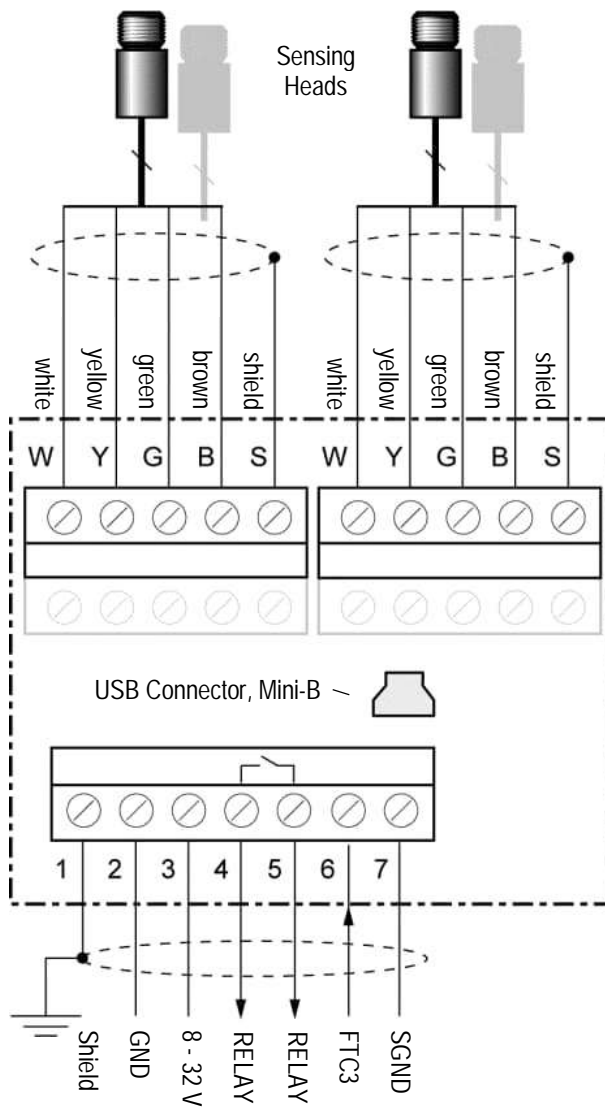 Sensing
Heads
white yellow green brown shield white yellow green brown shield
W Y G B S W Y G B S
USB Connector, Mini-B
1 2 3 4 5 6 7
Shield GND 8 - 32 V RELAY RELAY FTC3 SGND